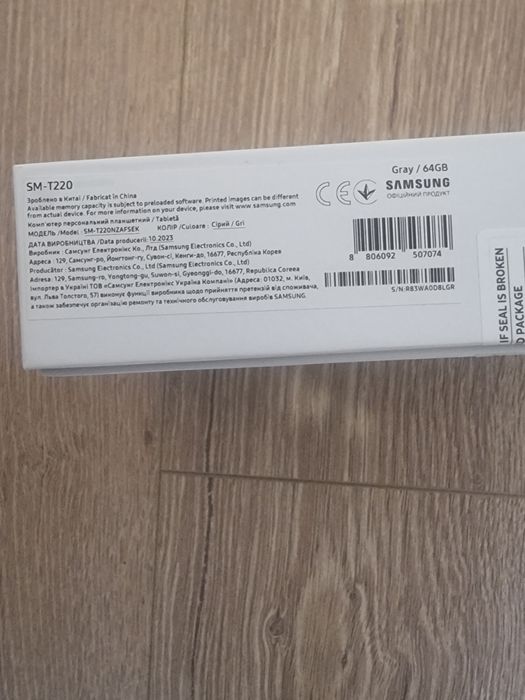 SM-T220
Зроблено в Китаї / Fabricat în China
Available memory capacity is subject to preloaded software. Printed images can be different
from actual device. For more information on your device, please visit www.samsung.com
Комп'ютер персональний планшетний / Tabletă
МОДЕЛЬ / Model : SM-T220NZAFSEK КОЛІР / Culoare : Сірий / Gri
ДАТА ВИРОБНИЦТВА / Data producerii: 10.2023
Виробник : Самсунг Електронікс Ко., Лтд (Samsung Electronics Co., Ltd)
Адреса : 129, Самсунг-ро, Йонгтонг-гу, Сувон-сі, Кенги-до, 16677, Республіка Корея
Producător : Samsung Electronics Co., Ltd (Samsung Electronics Co., Ltd)
Adresa : 129, Samsung-ro, Yongtong-gu, Suwon-si, Gyeonggi-do, 16677, Republica Coreea
Імпортер в Україні ТОВ «Самсунг Електронікс Україна Компані» (Адреса: 01032, м. Київ,
вул. Льва Толстого, 57) виконує функції виробника щодо прийняття претензій від споживача,
а також забезпечує організацію ремонту та технічного обслуговування виробів SAMSUNG.
Gray / 64GB
CE
SAMSUNG
ОФІЦІЙНИЙ ПРОДУКТ
8 806092 507074
S/N:R83WA0D8LGR
IF SEAL IS BROKEN
PACKAGE